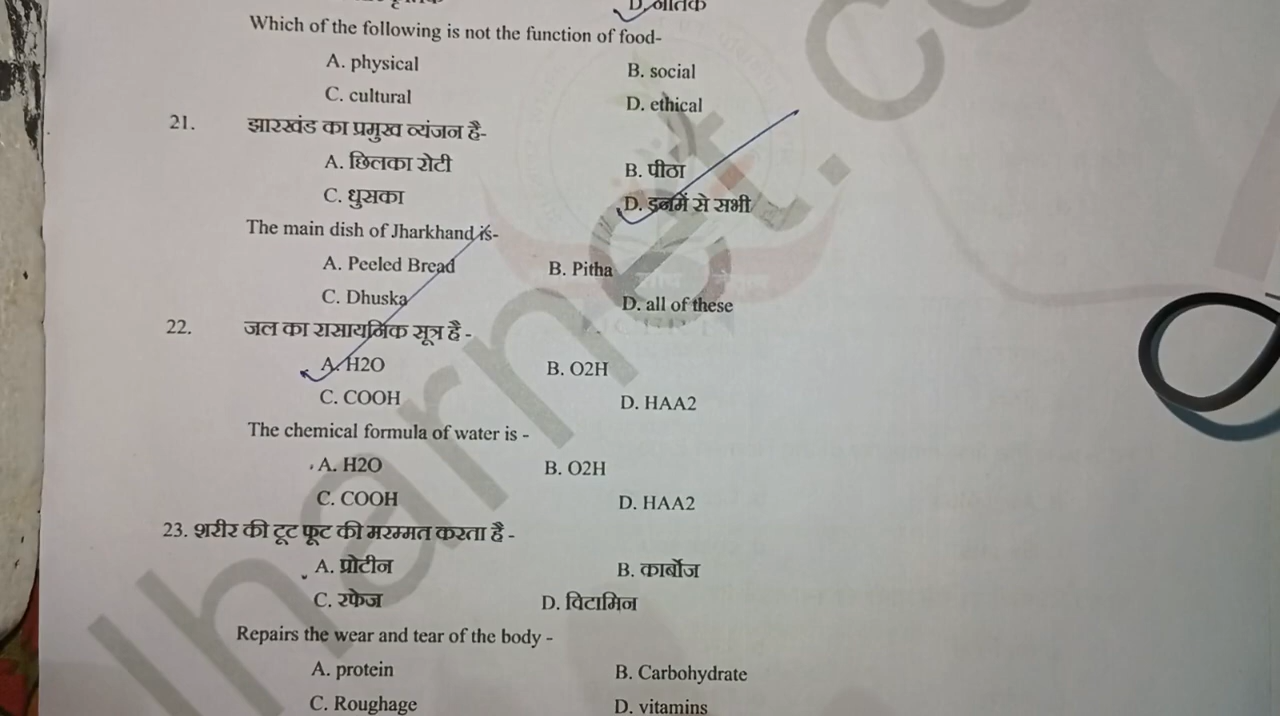 D. नैतिक
Which of the following is not the function of food-
A. physical B. social
C. cultural D. ethical
21. झारखंड का प्रमुख व्यंजन है-
A. छिलका रोटी B. पीठा
C. धुसका D. इनमें से सभी
The main dish of Jharkhand is-
A. Peeled Bread B. Pitha
C. Dhuska D. all of these
22. जल का रासायनिक सूत्र है -
A. H2O B. O2H
C. COOH D. HAA2
The chemical formula of water is -
A. H2O B. O2H
C. COOH D. HAA2
23. शरीर की टूट फूट की मरम्मत करता है -
A. प्रोटीन B. कार्बोज
C. रफेज D. विटामिन
Repairs the wear and tear of the body -
A. protein B. Carbohydrate
C. Roughage D. vitamins